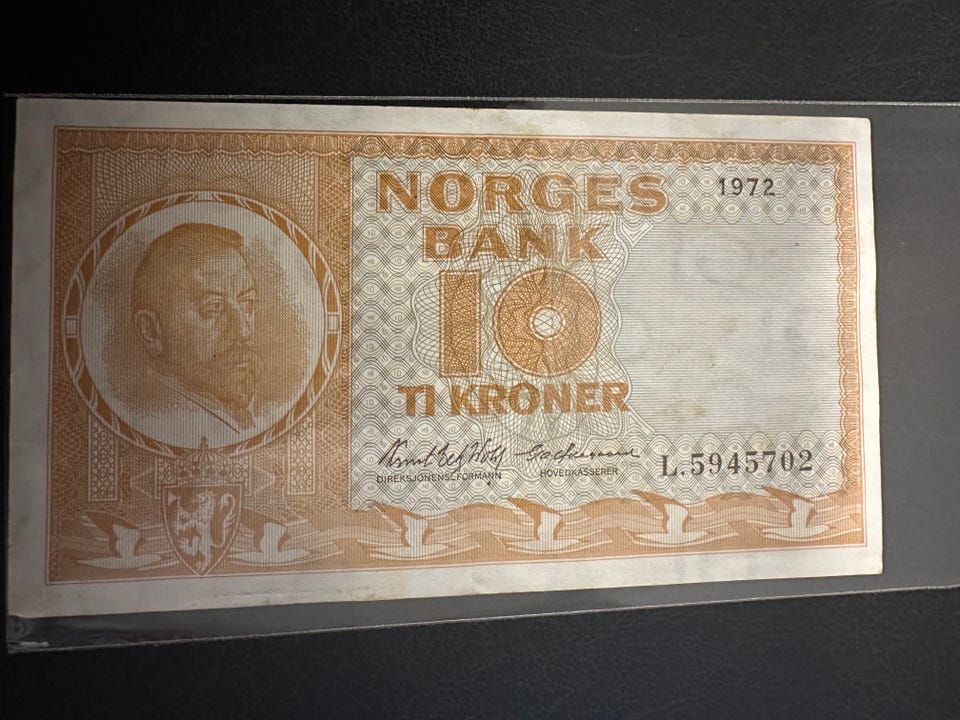 NORGES
1972
BANK
10
TI KRONER
DIREKSJONENS FORMANN
HOVEDKASSERER
L.5945702